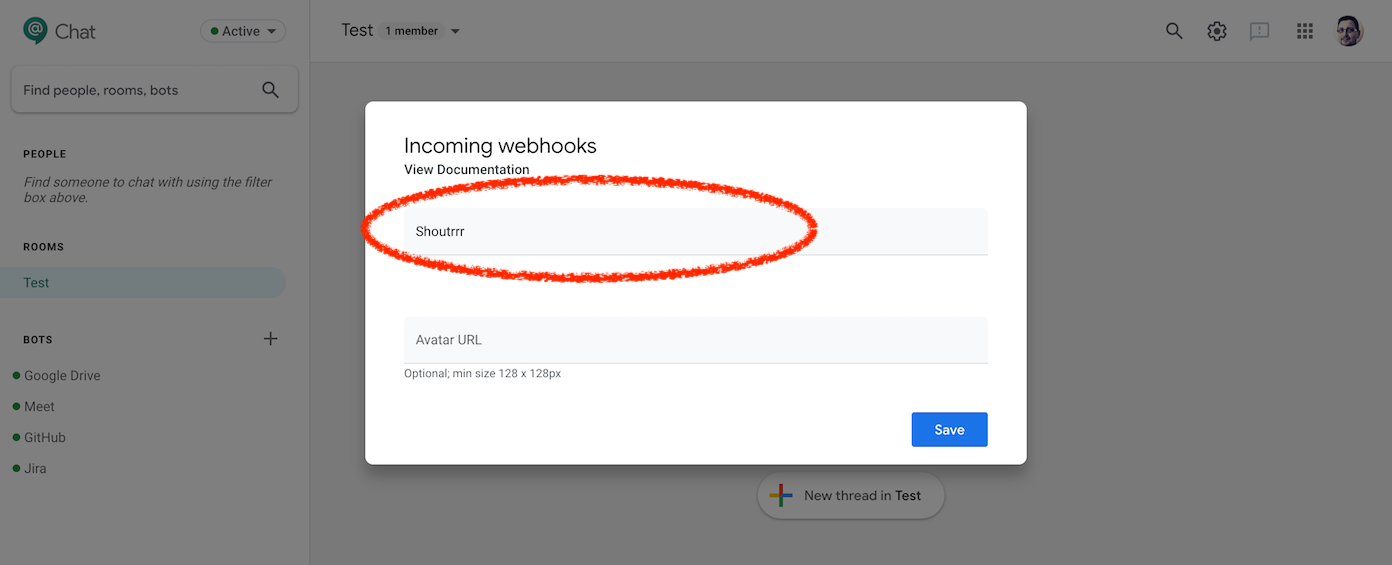 Chat
Active
Test 1 member
Find people, rooms, bots
PEOPLE
Find someone to chat with using the filter
box above.
ROOMS
Test
BOTS
Google Drive
Meet
GitHub
Jira
Incoming webhooks
View Documentation
Shoutrrr
Avatar URL
Optional; min size 128 x 128px
Save
New thread in Test